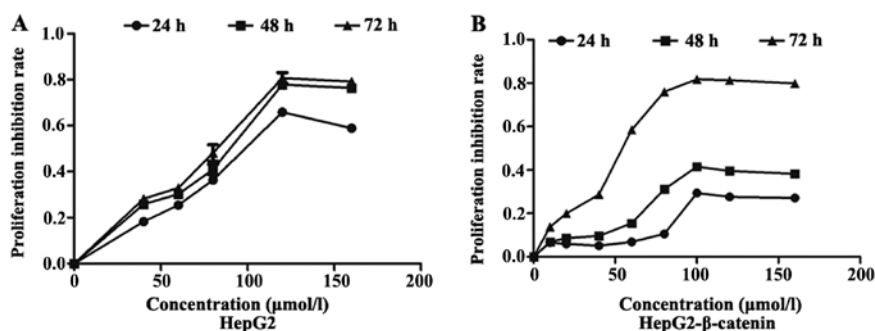 A
24 h 48 h 72 h
Proliferation inhibition rate
1.0
0.8
0.6
0.4
0.2
0.0
0 50 100 150 200
Concentration (μmol/l)
HepG2
B
24 h 48 h 72 h
Proliferation inhibition rate
1.0
0.8
0.6
0.4
0.2
0.0
0 50 100 150 200
Concentration (μmol/l)
HepG2-β-catenin